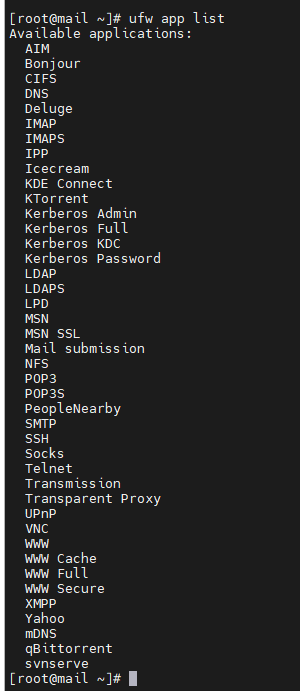 [root@mail ~]# ufw app list
Available applications:
  AIM
  Bonjour
  CIFS
  DNS
  Deluge
  IMAP
  IMAPS
  IPP
  Icecream
  KDE Connect
  KTorrent
  Kerberos Admin
  Kerberos Full
  Kerberos KDC
  Kerberos Password
  LDAP
  LDAPS
  LPD
  MSN
  MSN SSL
  Mail submission
  NFS
  POP3
  POP3S
  PeopleNearby
  SMTP
  SSH
  Socks
  Telnet
  Transmission
  Transparent Proxy
  UPnP
  VNC
  WWW
  WWW Cache
  WWW Full
  WWW Secure
  XMPP
  Yahoo
  mDNS
  qBittorrent
  svnserve
[root@mail ~]#